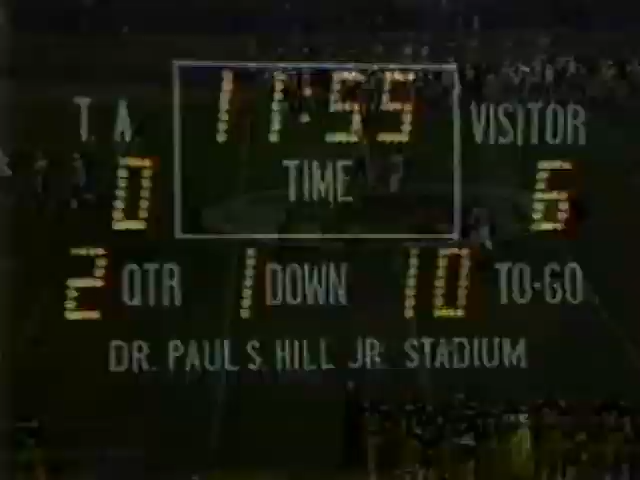 T. A. 11:55 VISITOR
0 TIME 6
2 QTR 1 DOWN 10 TO-GO
DR. PAUL S. HILL JR. STADIUM